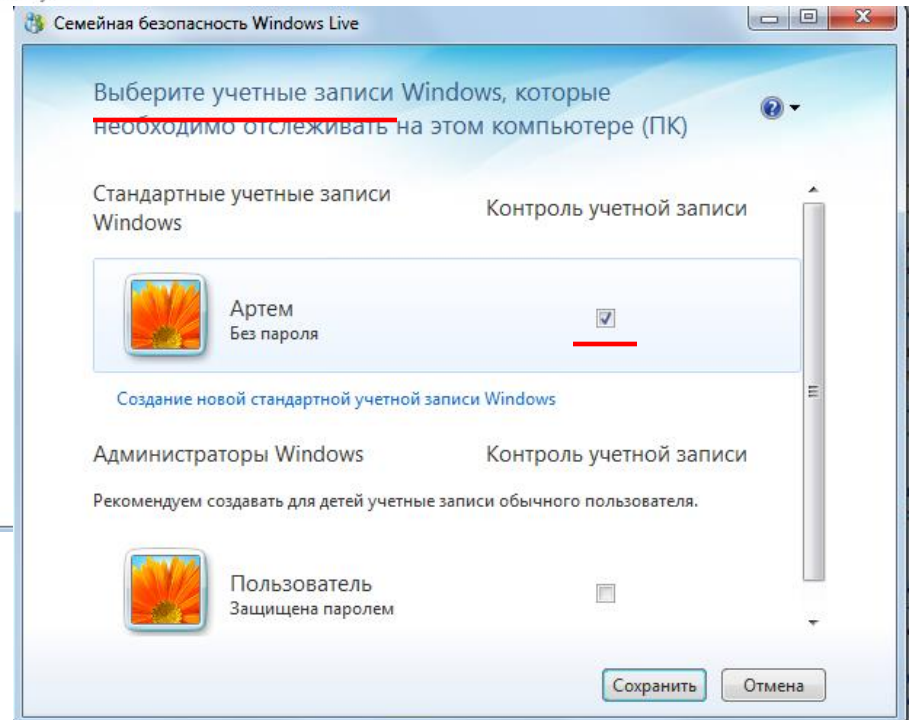 Семейная безопасность Windows Live
Выберите учетные записи Windows, которые
необходимо отслеживать на этом компьютере (ПК)
Стандартные учетные записи
Windows
Контроль учетной записи
Артем
Без пароля
Создание новой стандартной учетной записи Windows
Администраторы Windows
Контроль учетной записи
Рекомендуем создавать для детей учетные записи обычного пользователя.
Пользователь
Защищена паролем
Сохранить
Отмена